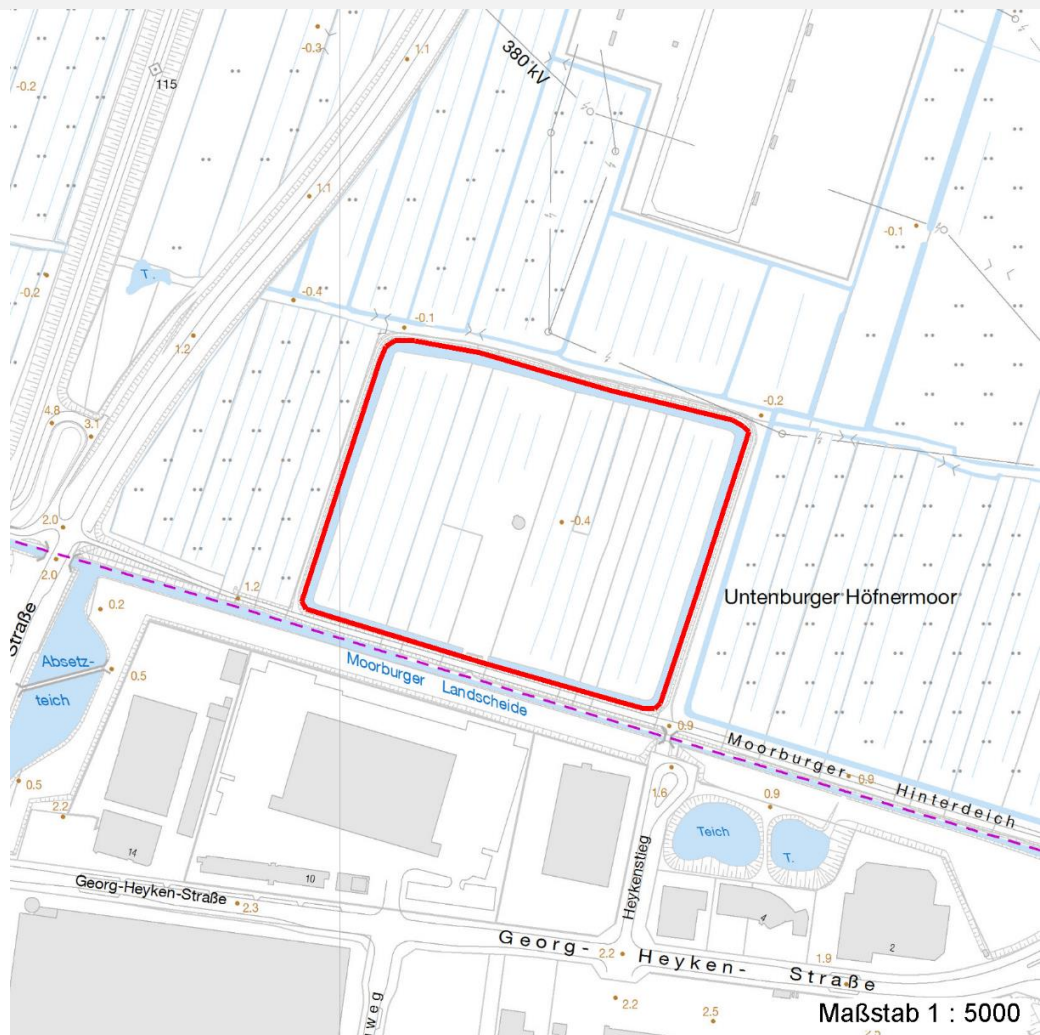 380 kV
-0.3
1.1
-0.2
115
1.1
-0.1
T.
-0.4
-0.2
-0.1
1.2
-0.2
4.8
3.1
-0.4
2.0
2.0
1.2
Untenburger Höfnermoor
0.2
Straße
Absetz-
teich
0.5
Moorburger Landscheide
0.9
Moorburger Hinterdeich
0.9
0.5
1.6
0.9
2.2
Teich
T.
14
10
Heykenstieg
Georg-Heyken-Straße
2.3
4
2
Georg- Heyken- Straße
2.2
1.9
weg
2.2
2.5
Maßstab 1 : 5000